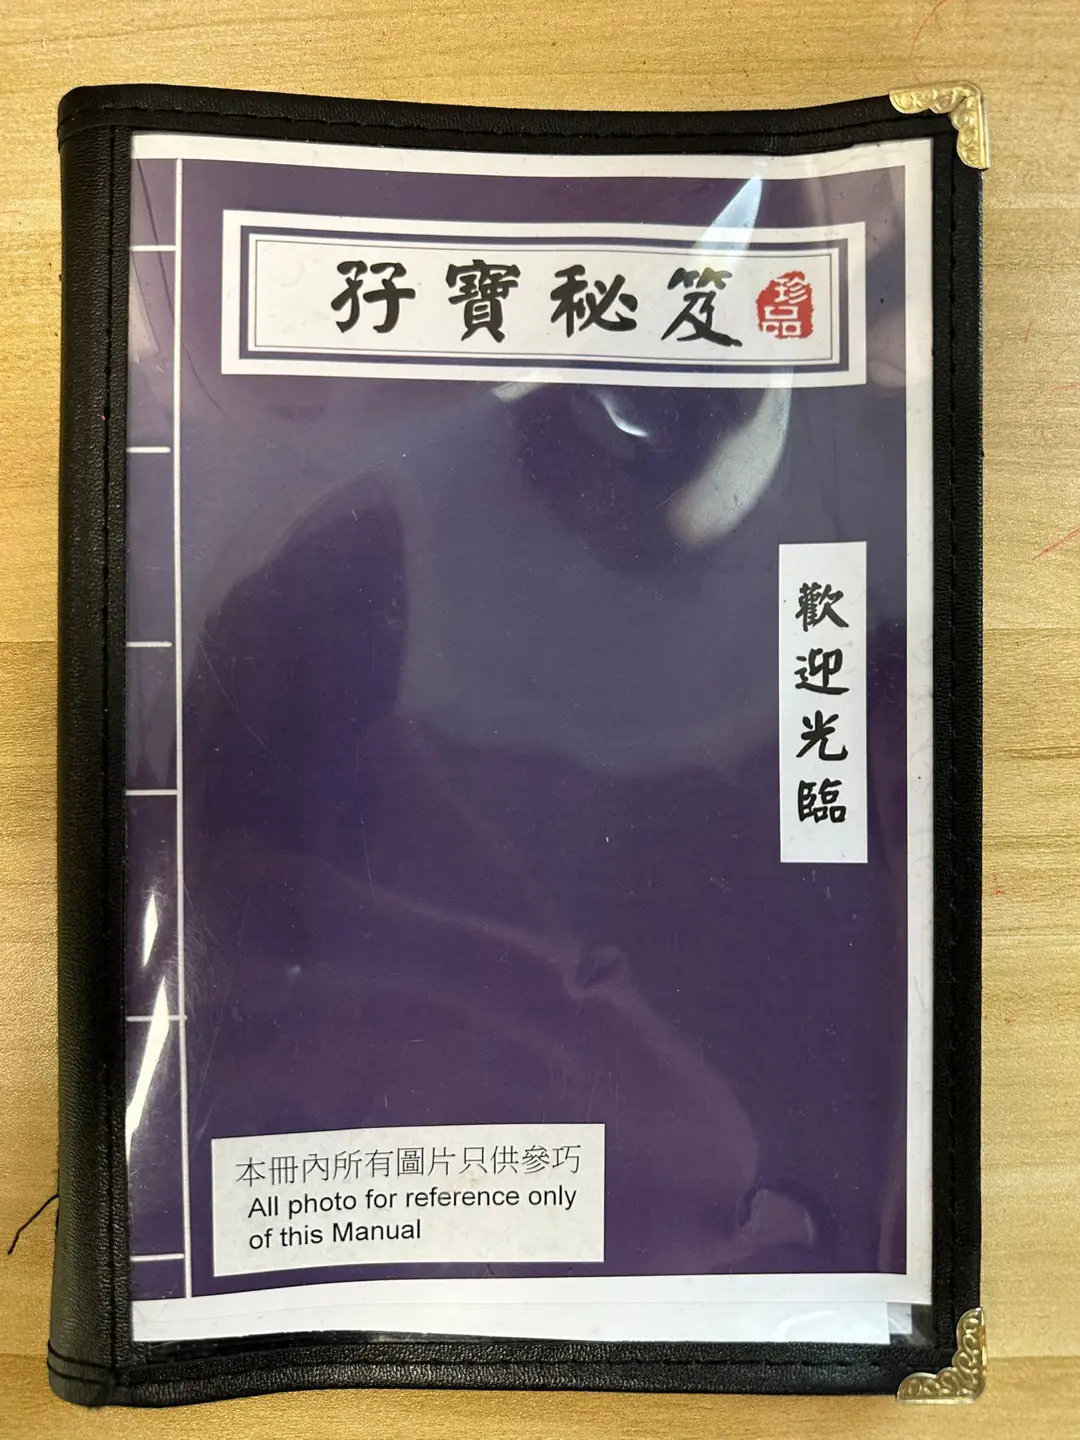 孖寶秘笈
珍品
歡迎光臨
本冊內所有圖片只供參巧
All photo for reference only
of this Manual